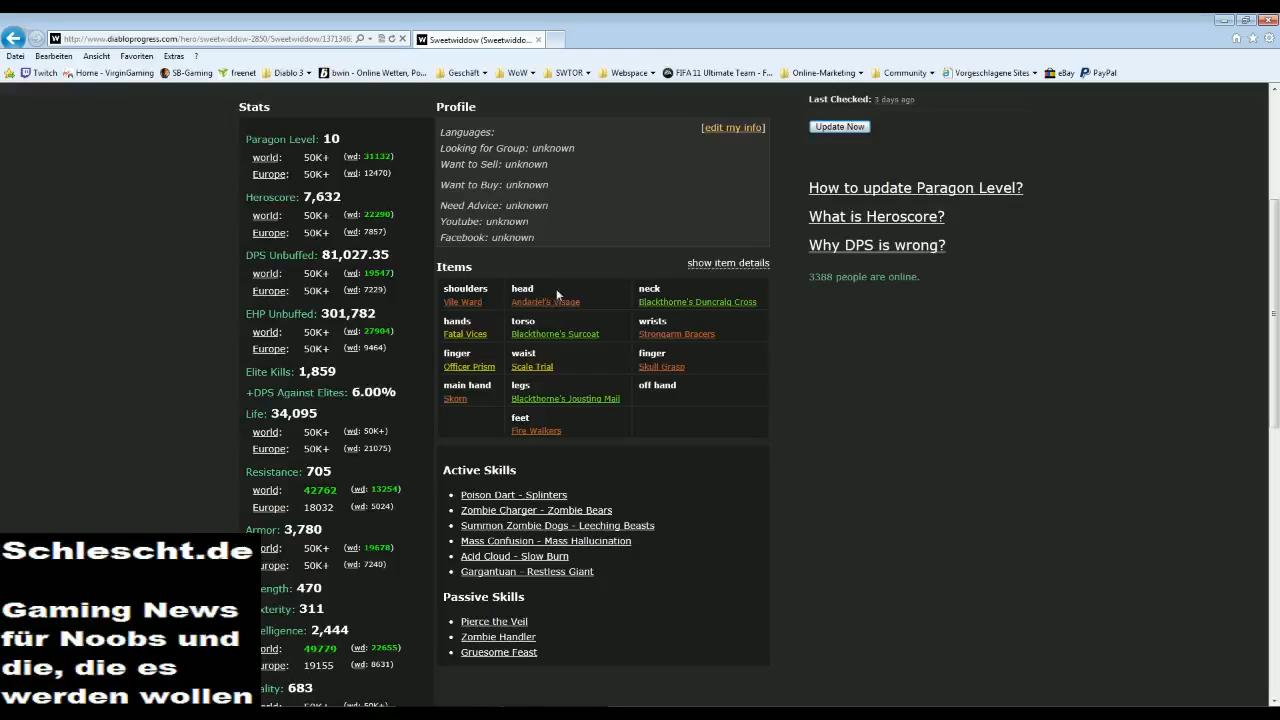 http://www.diabloprogress.com/hero/sweetwiddow-2850/Sweetwiddow/1371346
Sweetwiddow (Sweetwiddo...
Datei Bearbeiten Ansicht Favoriten Extras ?
Twitch Home - VirginGaming SB-Gaming freenet Diablo 3 bwin - Online Wetten, Po... Geschäft WoW SWTOR Webspace FIFA 11 Ultimate Team - F... Online-Marketing Community Vorgeschlagene Sites eBay PayPal
Stats
Paragon Level: 10
world: 50K+ (wd: 31132)
Europe: 50K+ (wd: 12470)
Heroscore: 7,632
world: 50K+ (wd: 22290)
Europe: 50K+ (wd: 7857)
DPS Unbuffed: 81,027.35
world: 50K+ (wd: 19547)
Europe: 50K+ (wd: 7229)
EHP Unbuffed: 301,782
world: 50K+ (wd: 27904)
Europe: 50K+ (wd: 9464)
Elite Kills: 1,859
+DPS Against Elites: 6.00%
Life: 34,095
world: 50K+ (wd: 50K+)
Europe: 50K+ (wd: 21075)
Resistance: 705
world: 42762 (wd: 13254)
Europe: 18032 (wd: 5024)
Armor: 3,780
orld: 50K+ (wd: 19678)
urope: 50K+ (wd: 7240)
ength: 470
xterity: 311
elligence: 2,444
orld: 49779 (wd: 22655)
urope: 19155 (wd: 8631)
ality: 683
50K+ (wd: 50K+)
Profile
[edit my info]
Languages:
Looking for Group: unknown
Want to Sell: unknown
Want to Buy: unknown
Need Advice: unknown
Youtube: unknown
Facebook: unknown
Items
show item details
shoulders head neck
Vile Ward Andariel's Visage Blackthorne's Duncraig Cross
hands torso wrists
Fatal Vices Blackthorne's Surcoat Strongarm Bracers
finger waist finger
Officer Prism Scale Trial Skull Grasp
main hand legs off hand
Skorn Blackthorne's Jousting Mail
feet
Fire Walkers
Active Skills
Poison Dart - Splinters
Zombie Charger - Zombie Bears
Summon Zombie Dogs - Leeching Beasts
Mass Confusion - Mass Hallucination
Acid Cloud - Slow Burn
Gargantuan - Restless Giant
Passive Skills
Pierce the Veil
Zombie Handler
Gruesome Feast
Last Checked: 3 days ago
Update Now
How to update Paragon Level?
What is Heroscore?
Why DPS is wrong?
3388 people are online.
Schlescht.de
Gaming News
für Noobs und
die, die es
werden wollen